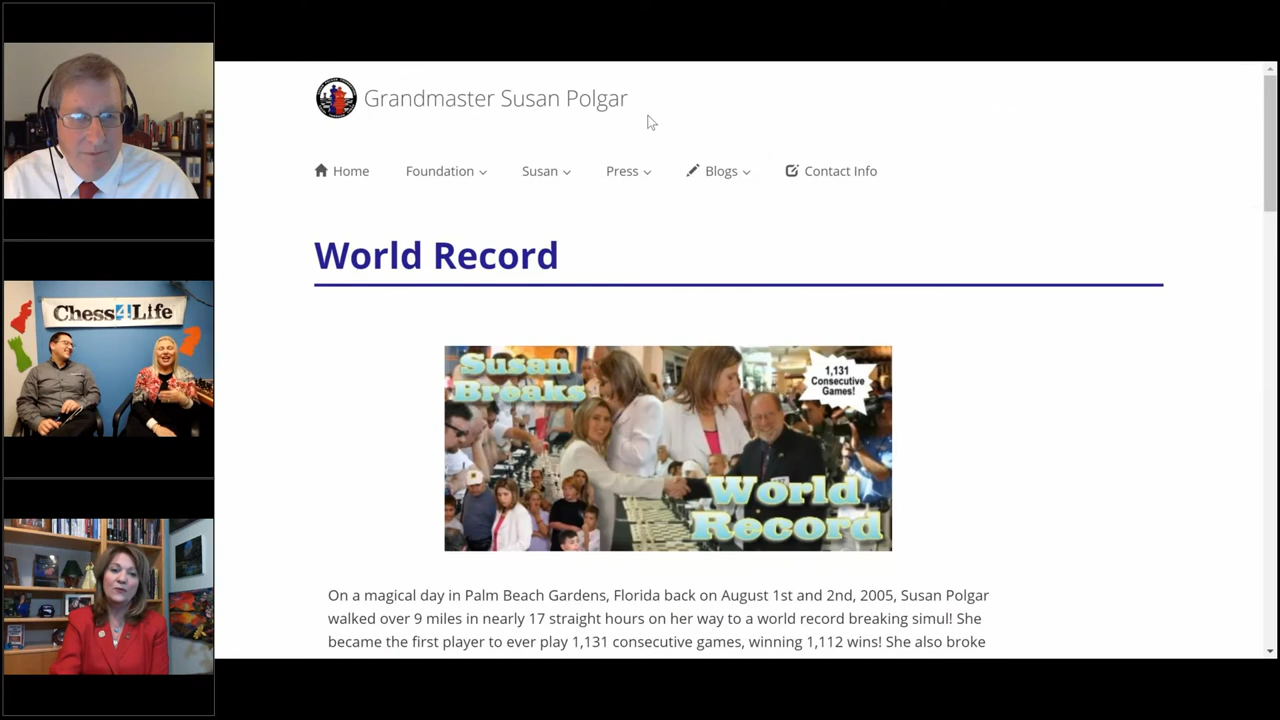 Grandmaster Susan Polgar
Home Foundation Susan Press Blogs Contact Info
World Record
Susan
Breaks
1,131
Consecutive
Games!
World
Record
On a magical day in Palm Beach Gardens, Florida back on August 1st and 2nd, 2005, Susan Polgar
walked over 9 miles in nearly 17 straight hours on her way to a world record breaking simul! She
became the first player to ever play 1,131 consecutive games, winning 1,112 wins! She also broke
Chess4Life